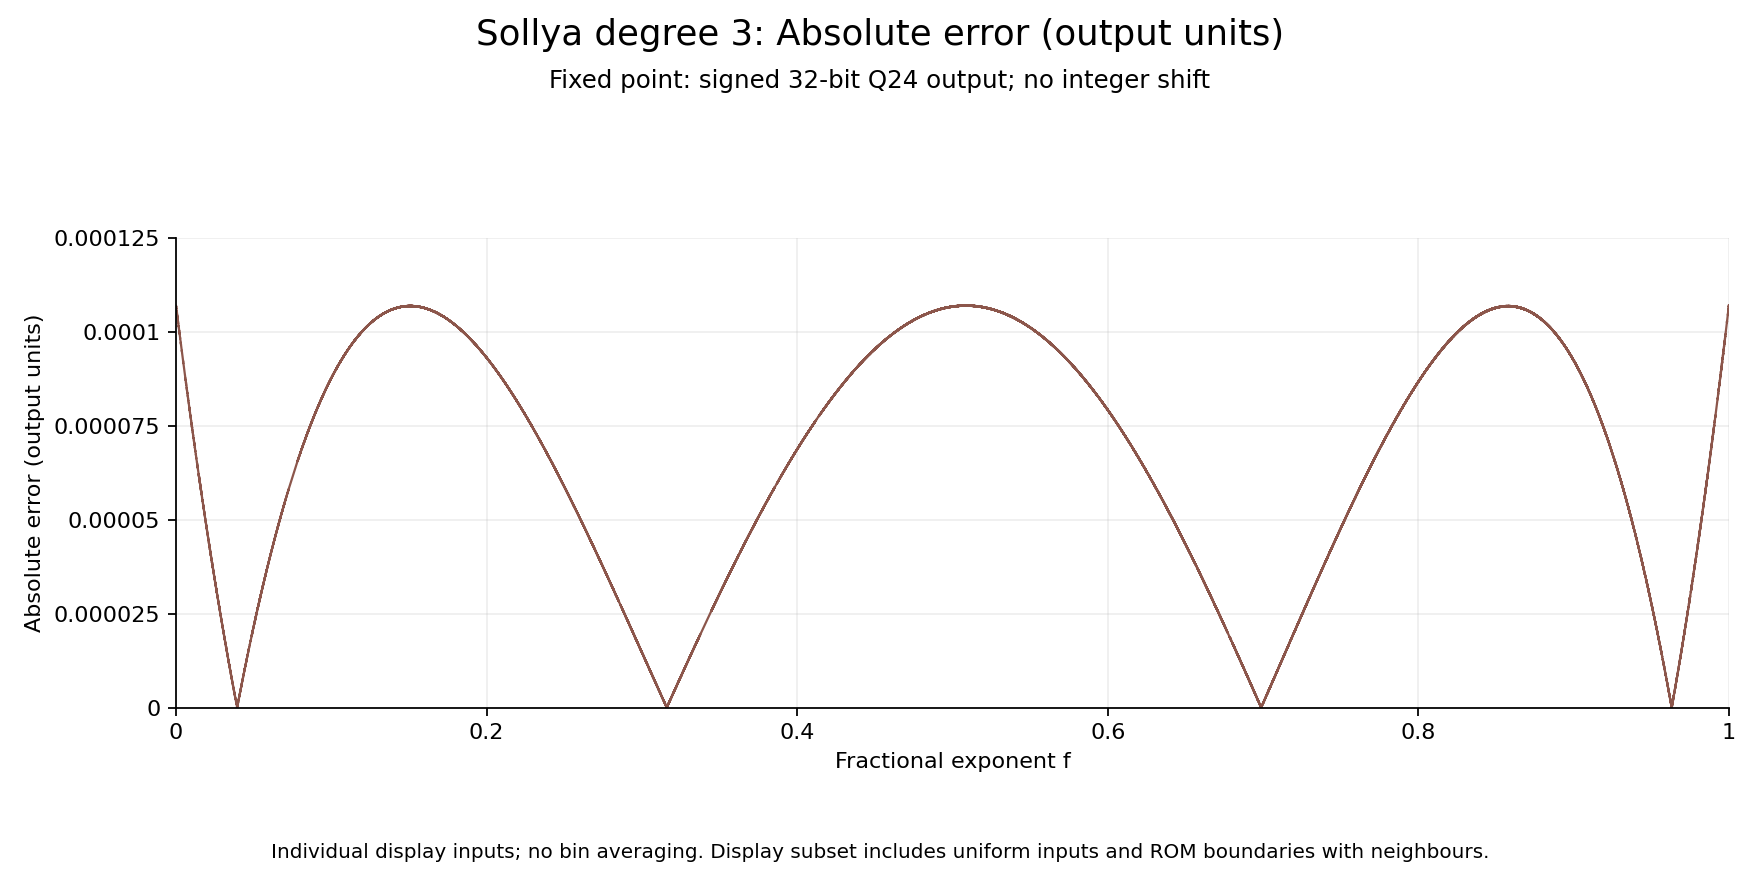 Sollya degree 3: Absolute error (output units)
Fixed point: signed 32-bit Q24 output; no integer shift
Absolute error (output units)
0.000125
0.0001
0.000075
0.00005
0.000025
0
0 0.2 0.4 0.6 0.8 1
Fractional exponent f
Individual display inputs; no bin averaging. Display subset includes uniform inputs and ROM boundaries with neighbours.